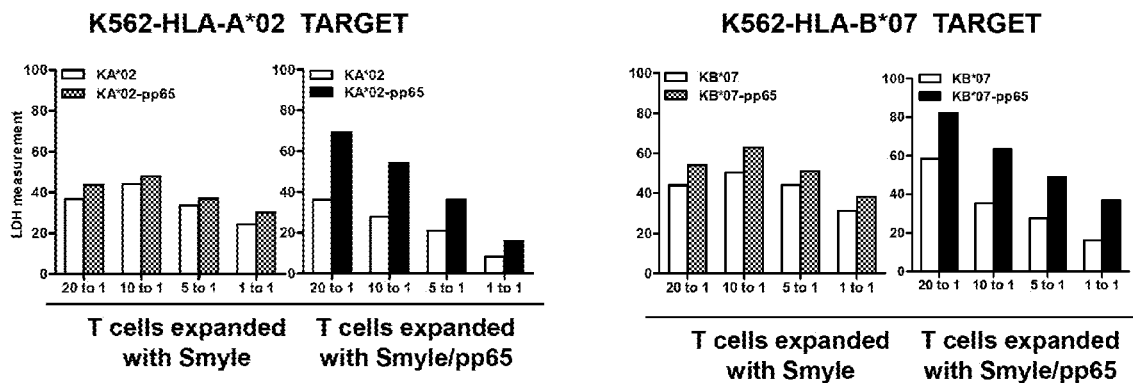 K562-HLA-A*02 TARGET
K562-HLA-B*07 TARGET
LDH measurement
100
80
60
40
20
0
KA*02
KA*02-pp65
20 to 1 10 to 1 5 to 1 1 to 1
100
80
60
40
20
0
KA*02
KA*02-pp65
20 to 1 10 to 1 5 to 1 1 to 1
T cells expanded
with Smyle
T cells expanded
with Smyle/pp65
100
80
60
40
20
0
KB*07
KB*07-pp65
20 to 1 10 to 1 5 to 1 1 to 1
100
80
60
40
20
0
KB*07
KB*07-pp65
20 to 1 10 to 1 5 to 1 1 to 1
T cells expanded
with Smyle
T cells expanded
with Smyle/pp65